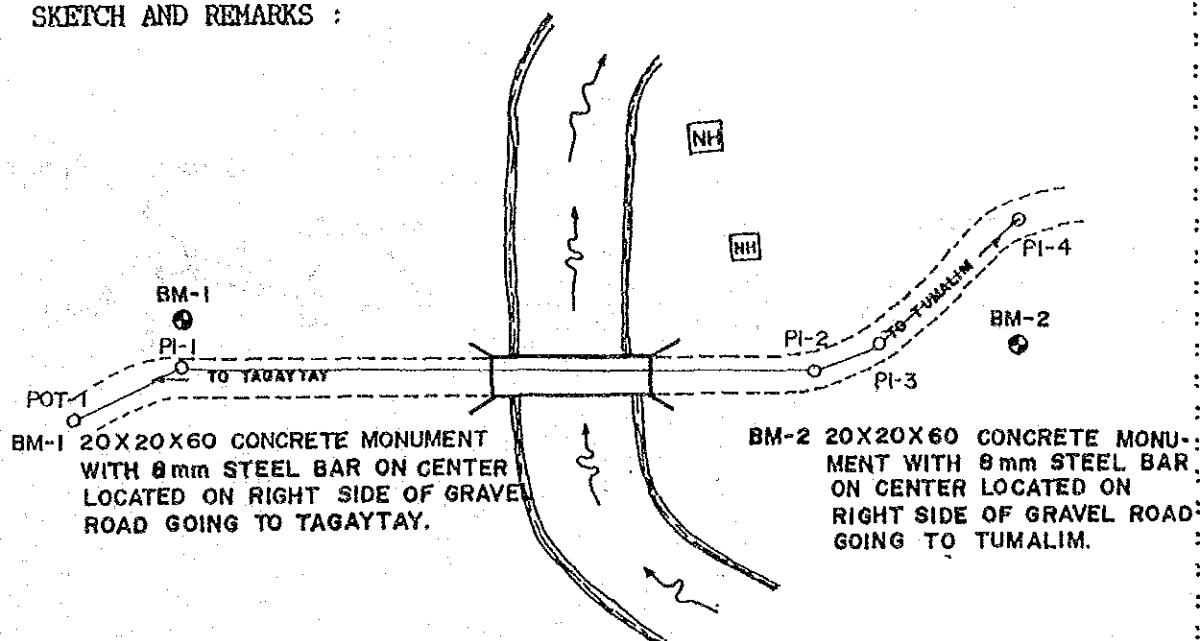 SKETCH AND REMARKS :
NH
NH
PI-4
TO TUMALIM
BM-1
BM-2
PI-1
PI-2
TO TAGAYTAY
PI-3
POT-1
BM-1 20X20X60 CONCRETE MONUMENT
WITH 8mm STEEL BAR ON CENTER
LOCATED ON RIGHT SIDE OF GRAVEL
ROAD GOING TO TAGAYTAY.
BM-2 20X20X60 CONCRETE MONU-
MENT WITH 8mm STEEL BAR
ON CENTER LOCATED ON
RIGHT SIDE OF GRAVEL ROAD
GOING TO TUMALIM.